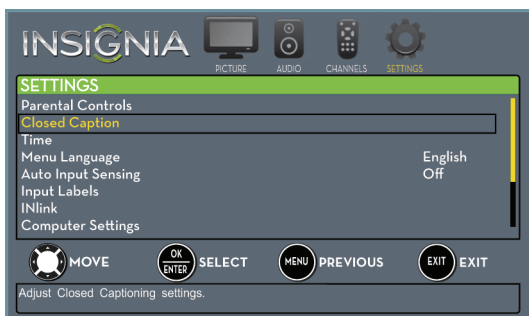 INSIGNIA
PICTURE AUDIO CHANNELS SETTINGS
SETTINGS
Parental Controls
Closed Caption
Time
Menu Language English
Auto Input Sensing Off
Input Labels
INlink
Computer Settings
MOVE OK ENTER SELECT MENU PREVIOUS EXIT EXIT
Adjust Closed Captioning settings.